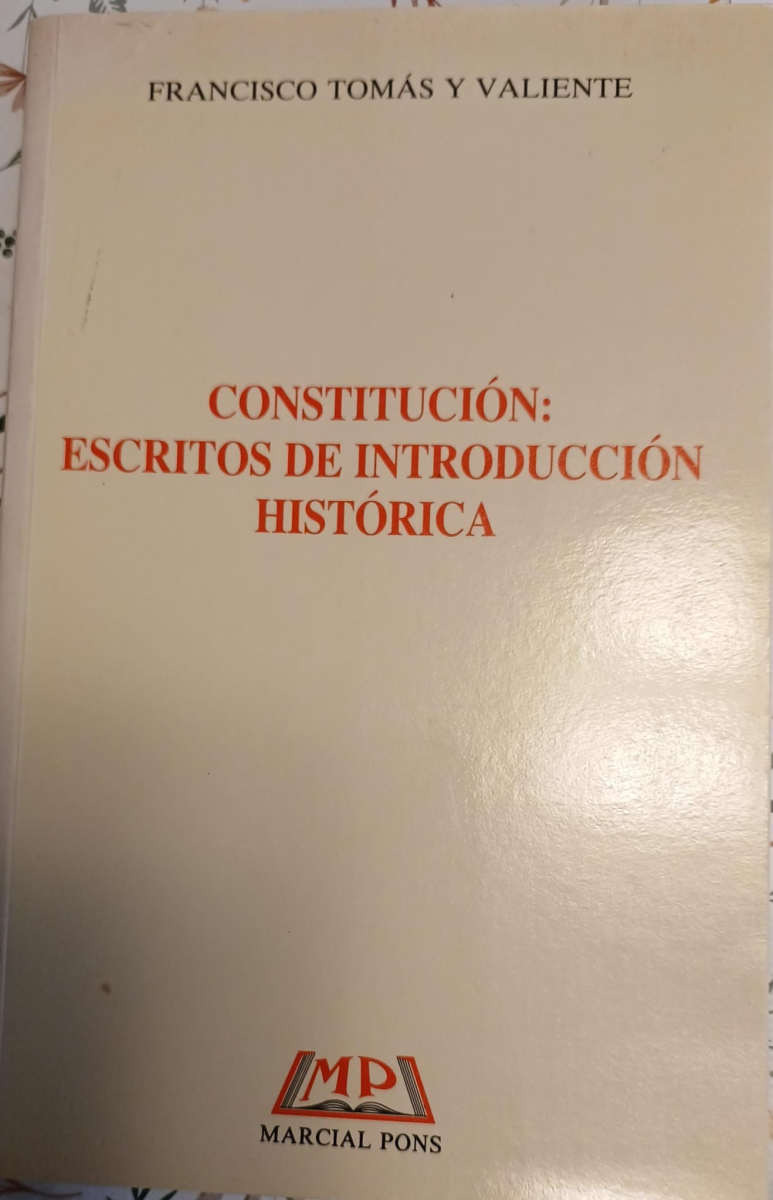 FRANCISCO TOMÁS Y VALIENTE
CONSTITUCIÓN:
ESCRITOS DE INTRODUCCIÓN
HISTÓRICA
MP
MARCIAL PONS